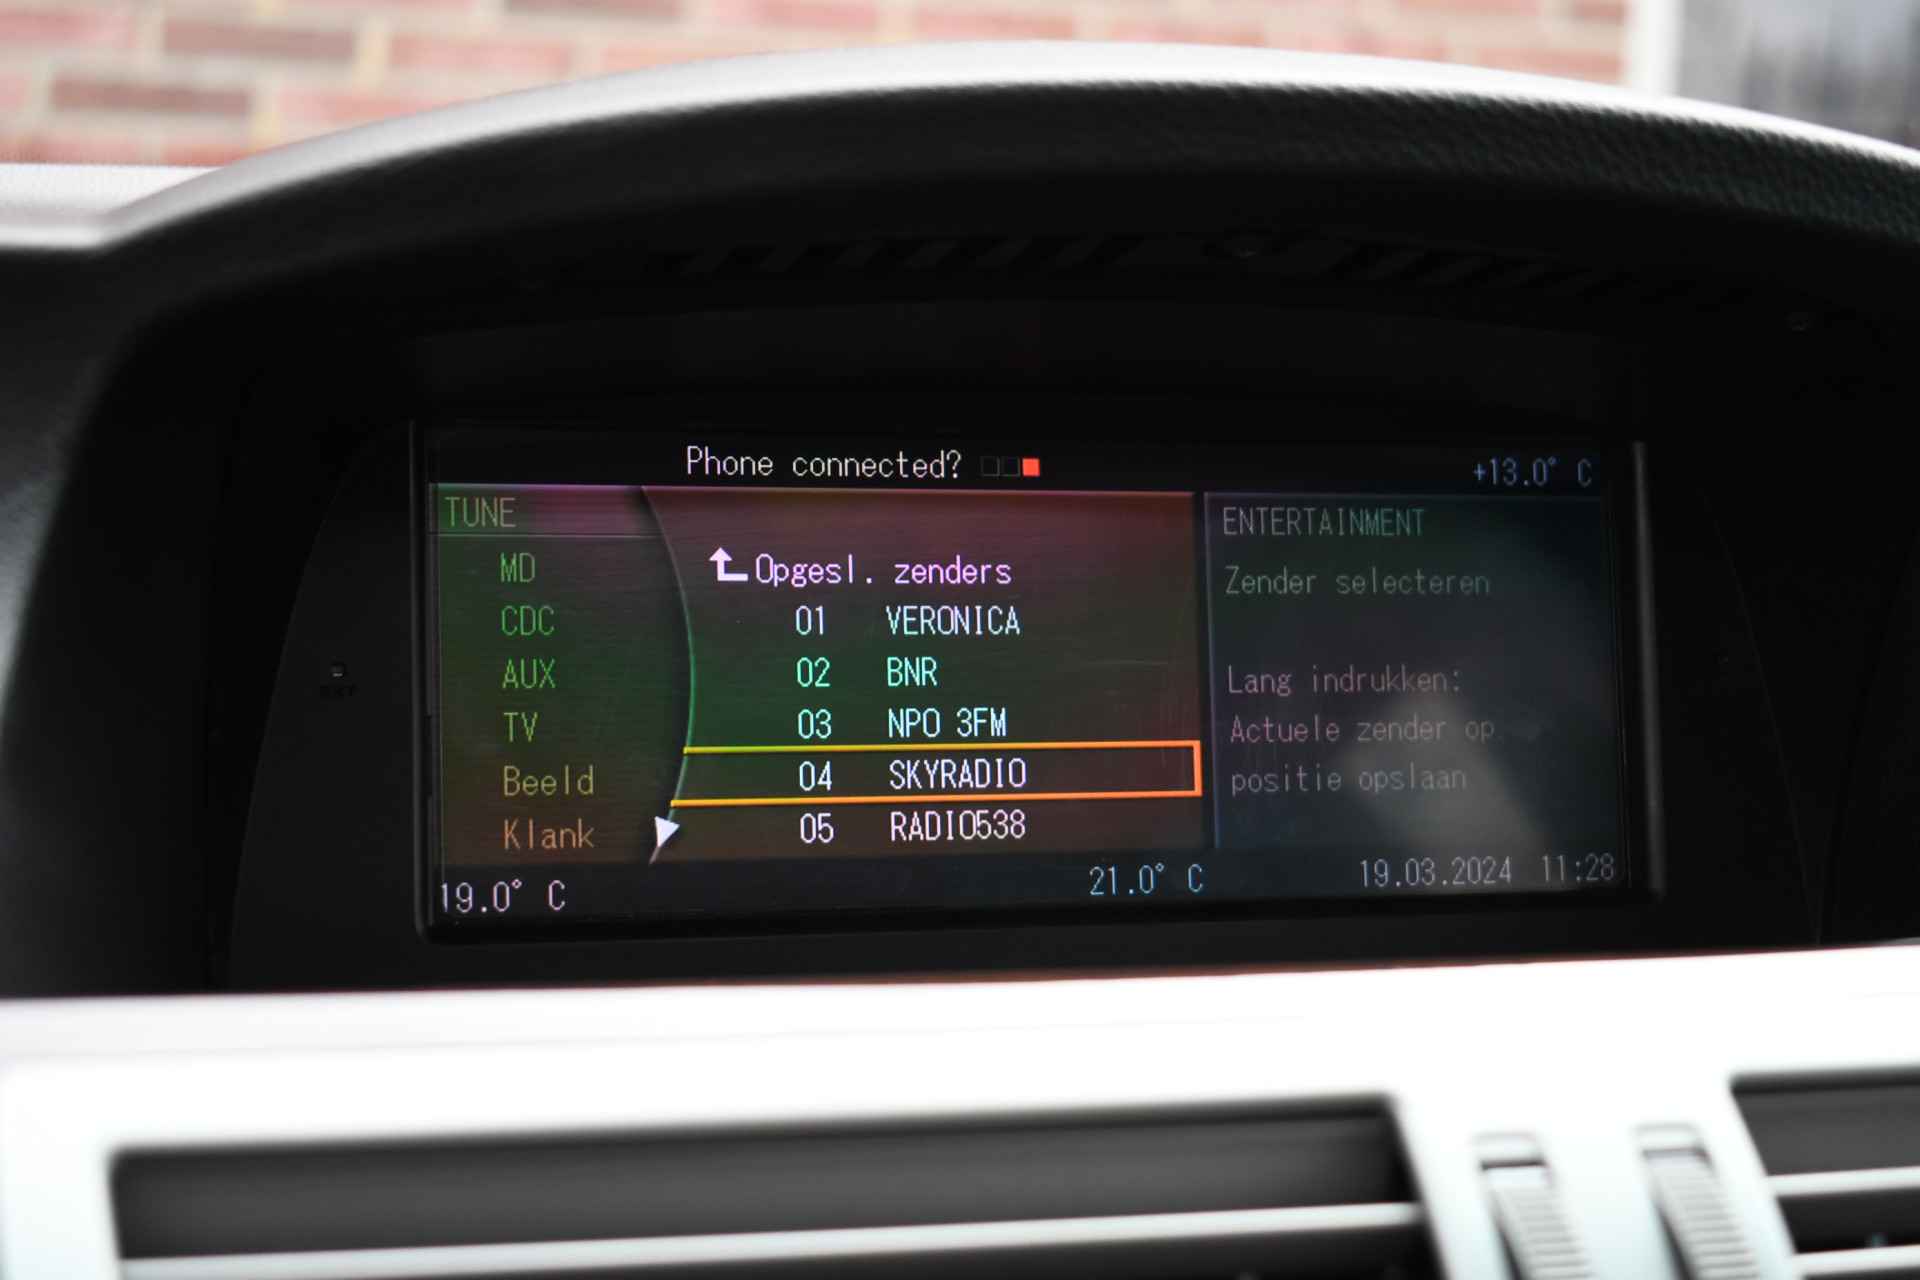 Phone connected? +13.0° C
TUNE
MD
CDC
AUX
TV
Beeld
Klank
Opgesl. zenders
01 VERONICA
02 BNR
03 NPO 3FM
04 SKYRADIO
05 RADIO538
ENTERTAINMENT
Zender selecteren
Lang indrukken:
Actuele zender op
positie opslaan
19.0° C 21.0° C 19.03.2024 11:28